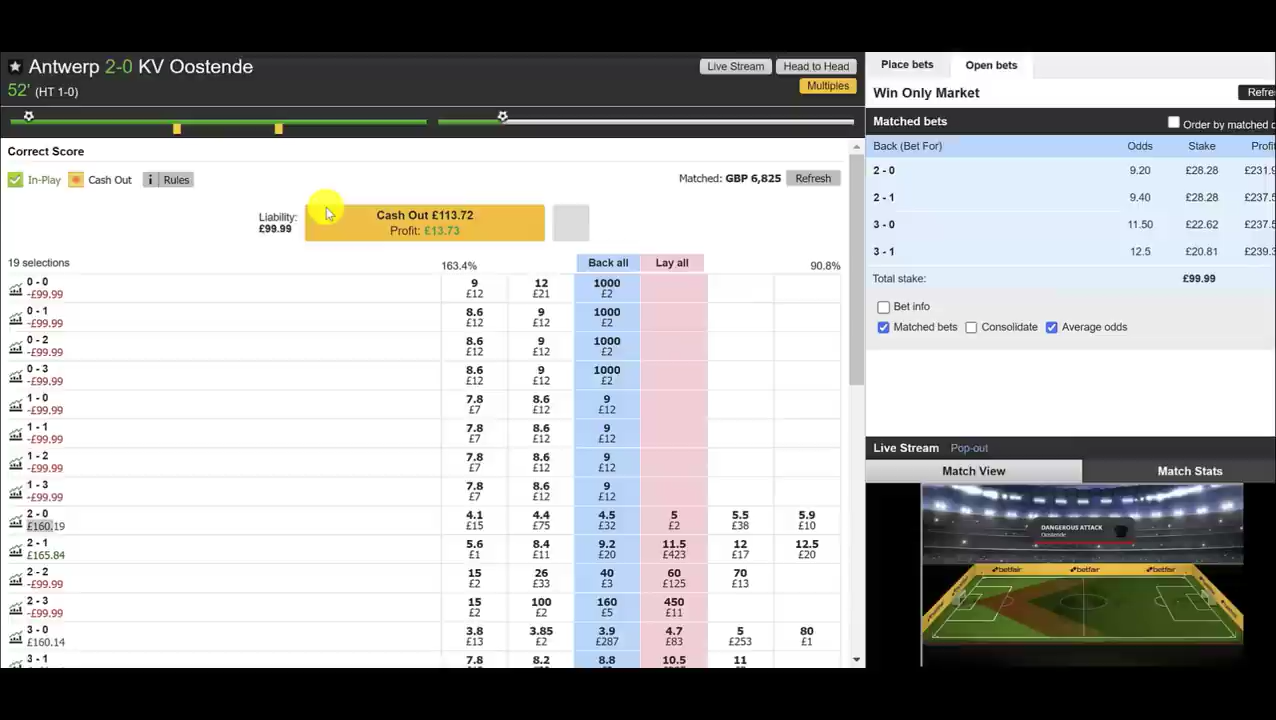 Antwerp 2-0 KV Oostende
Live Stream
Head to Head
52' (HT 1-0)
Multiples
Correct Score
In-Play
Cash Out
i Rules
Matched: GBP 6,825
Refresh
Liability:
£99.99
Cash Out £113.72
Profit: £13.73
19 selections
163.4%
Back all
Lay all
90.8%
0 - 0 9 12 1000
-£99.99 £12 £21 £2
0 - 1 8.6 9 1000
-£99.99 £12 £12 £2
0 - 2 8.6 9 1000
-£99.99 £12 £12 £2
0 - 3 8.6 9 1000
-£99.99 £12 £12 £2
1 - 0 7.8 8.6 9
-£99.99 £7 £12 £12
1 - 1 7.8 8.6 9
-£99.99 £7 £12 £12
1 - 2 7.8 8.6 9
-£99.99 £7 £12 £12
1 - 3 7.8 8.6 9
-£99.99 £7 £12 £12
2 - 0 4.1 4.4 4.5 5 5.5 5.9
£160.19 £15 £75 £32 £2 £38 £10
2 - 1 5.6 8.4 9.2 11.5 12 12.5
£165.84 £1 £11 £20 £423 £17 £20
2 - 2 15 26 40 60 70
-£99.99 £2 £33 £3 £125 £13
2 - 3 15 100 160 450
-£99.99 £2 £2 £5 £11
3 - 0 3.8 3.85 3.9 4.7 5 80
£160.14 £13 £2 £287 £83 £253 £1
3 - 1 7.8 8.2 8.8 10.5 11
Place bets
Open bets
Win Only Market
Refre
Matched bets
Order by matched
Back (Bet For) Odds Stake Profi
2 - 0 9.20 £28.28 £231.9
2 - 1 9.40 £28.28 £237.5
3 - 0 11.50 £22.62 £237.5
3 - 1 12.5 £20.81 £239.3
Total stake: £99.99
Bet info
Matched bets
Consolidate
Average odds
Live Stream Pop-out
Match View
Match Stats
DANGEROUS ATTACK
Oostende
betfair
betfair
betfair
betfair
betfair